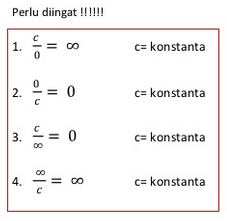 Perlu diingat !!!!!!
1. c/0 = ∞ c= konstanta
2. 0/c = 0 c= konstanta
3. c/∞ = 0 c= konstanta
4. ∞/c = ∞ c= konstanta